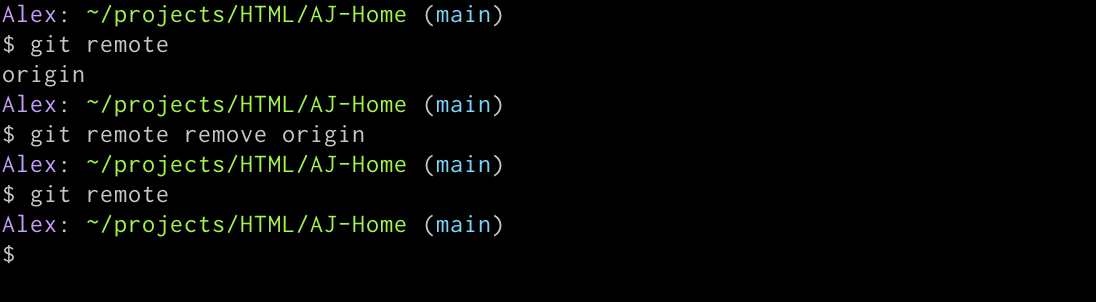 Alex: ~/projects/HTML/AJ-Home (main)
$ git remote
origin
Alex: ~/projects/HTML/AJ-Home (main)
$ git remote remove origin
Alex: ~/projects/HTML/AJ-Home (main)
$ git remote
Alex: ~/projects/HTML/AJ-Home (main)
$